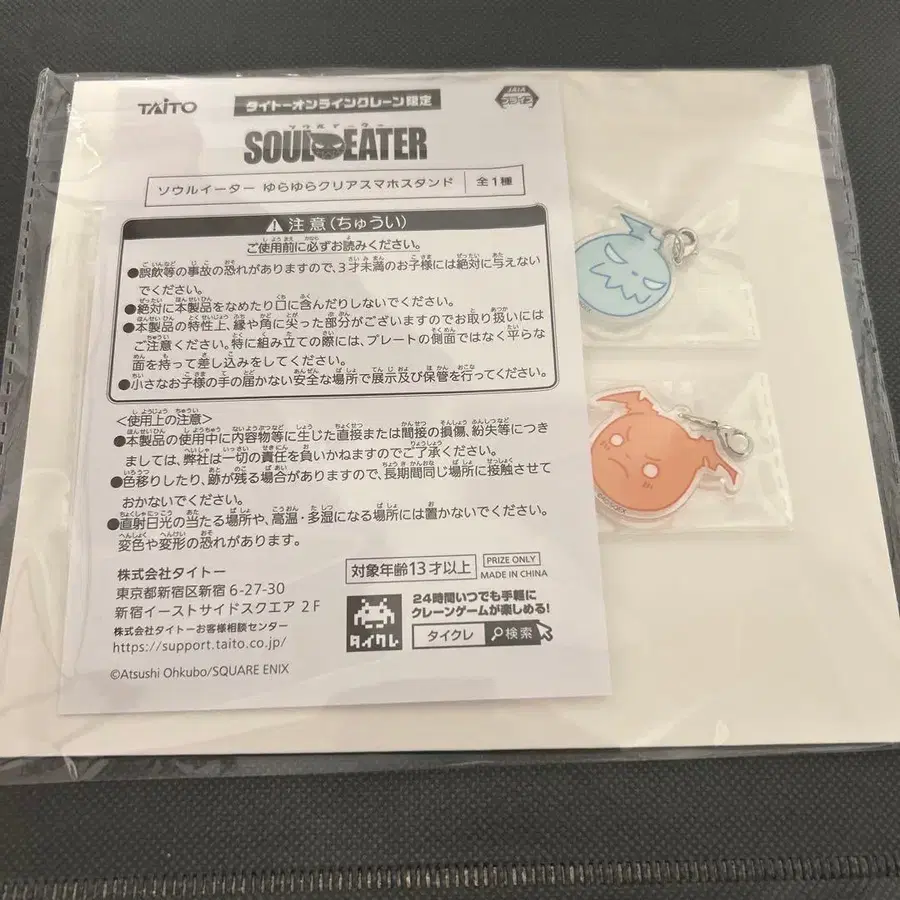 TAITO
タイトーオンラインクレーン限定
JAIA
プライズ
ソウルイーター
SOUL EATER
ソウルイーター ゆらゆらクリアスマホスタンド 全1種
注意(ちゅうい)
ご使用前に必ずお読みください。
●誤飲等の事故の恐れがありますので、3才未満のお子様には絶対に与えない
でください。
●絶対に本製品をなめたり口に含んだりしないでください。
●本製品の特性上、縁や角に尖った部分がございますのでお取り扱いには
ご注意ください。特に組み立ての際には、プレートの側面ではなく平らな
面を持って差し込みをしてください。
●小さなお子様の手の届かない安全な場所で展示及び保管を行ってください。
<使用上の注意>
●本製品の使用中に内容物等に生じた直接または間接の損傷、紛失等につき
ましては、弊社は一切の責任を負いかねますのでご了承ください。
●色移りしたり、跡が残る場合がありますので、長期間同じ場所に接触させて
おかないでください。
●直射日光の当たる場所や、高温・多湿になる場所には置かないでください。
変色や変形の恐れがあります。
株式会社タイトー
東京都新宿区新宿 6-27-30
新宿イーストサイドスクエア 2F
株式会社タイトーお客様相談センター
https://support.taito.co.jp/
©Atsushi Ohkubo/SQUARE ENIX
対象年齢13才以上
PRIZE ONLY
MADE IN CHINA
タイクレ
24時間いつでも手軽に
クレーンゲームが楽しめる!
タイクレ 検索